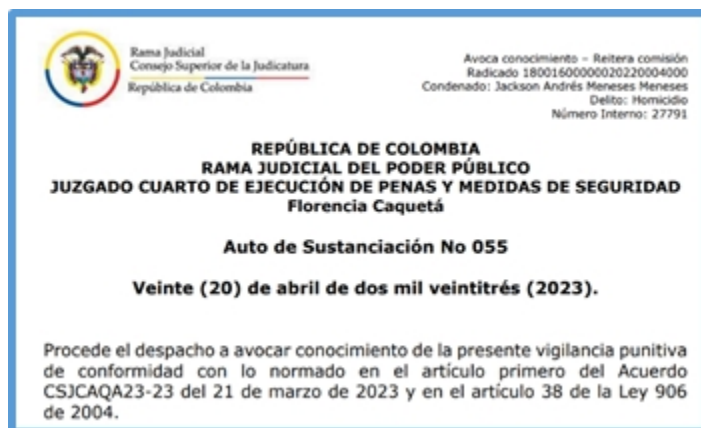 Rama Judicial
Consejo Superior de la Judicatura
República de Colombia
Avoca conocimiento – Reitera comisión
Radicado 18001600000020220004000
Condenado: Jackson Andrés Meneses Meneses
Delito: Homicidio
Número Interno: 27791
REPÚBLICA DE COLOMBIA
RAMA JUDICIAL DEL PODER PÚBLICO
JUZGADO CUARTO DE EJECUCIÓN DE PENAS Y MEDIDAS DE SEGURIDAD
Florencia Caquetá
Auto de Sustanciación No 055
Veinte (20) de abril de dos mil veintitrés (2023).
Procede el despacho a avocar conocimiento de la presente vigilancia punitiva
de conformidad con lo normado en el artículo primero del Acuerdo
CSJCAQA23-23 del 21 de marzo de 2023 y en el artículo 38 de la Ley 906
de 2004.